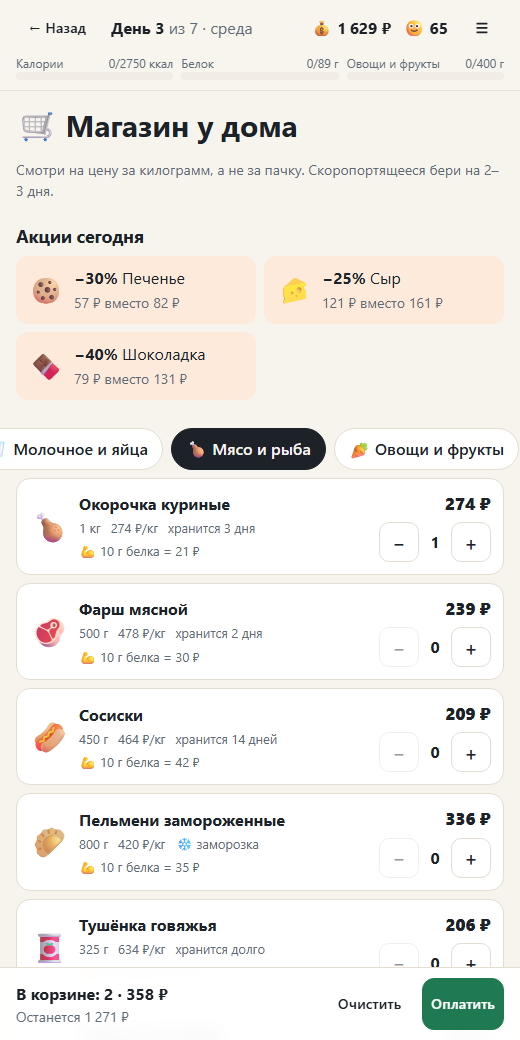 ← Назад
День 3 из 7 · среда
1 629 ₽
65
☰
Калории 0/2750 ккал
Белок 0/89 г
Овощи и фрукты 0/400 г
Магазин у дома
Смотри на цену за килограмм, а не за пачку. Скоропортящееся бери на 2–
3 дня.
Акции сегодня
−30% Печенье
57 ₽ вместо 82 ₽
−25% Сыр
121 ₽ вместо 161 ₽
−40% Шоколадка
79 ₽ вместо 131 ₽
Молочное и яйца
Мясо и рыба
Овощи и фрукты
Окорочка куриные
274 ₽
1 кг 274 ₽/кг хранится 3 дня
10 г белка = 21 ₽
− 1 +
Фарш мясной
239 ₽
500 г 478 ₽/кг хранится 2 дня
10 г белка = 30 ₽
− 0 +
Сосиски
209 ₽
450 г 464 ₽/кг хранится 14 дней
10 г белка = 42 ₽
− 0 +
Пельмени замороженные
336 ₽
800 г 420 ₽/кг заморозка
10 г белка = 35 ₽
− 0 +
Тушёнка говяжья
206 ₽
325 г 634 ₽/кг хранится долго
− 0 +
В корзине: 2 · 358 ₽
Останется 1 271 ₽
Очистить
Оплатить